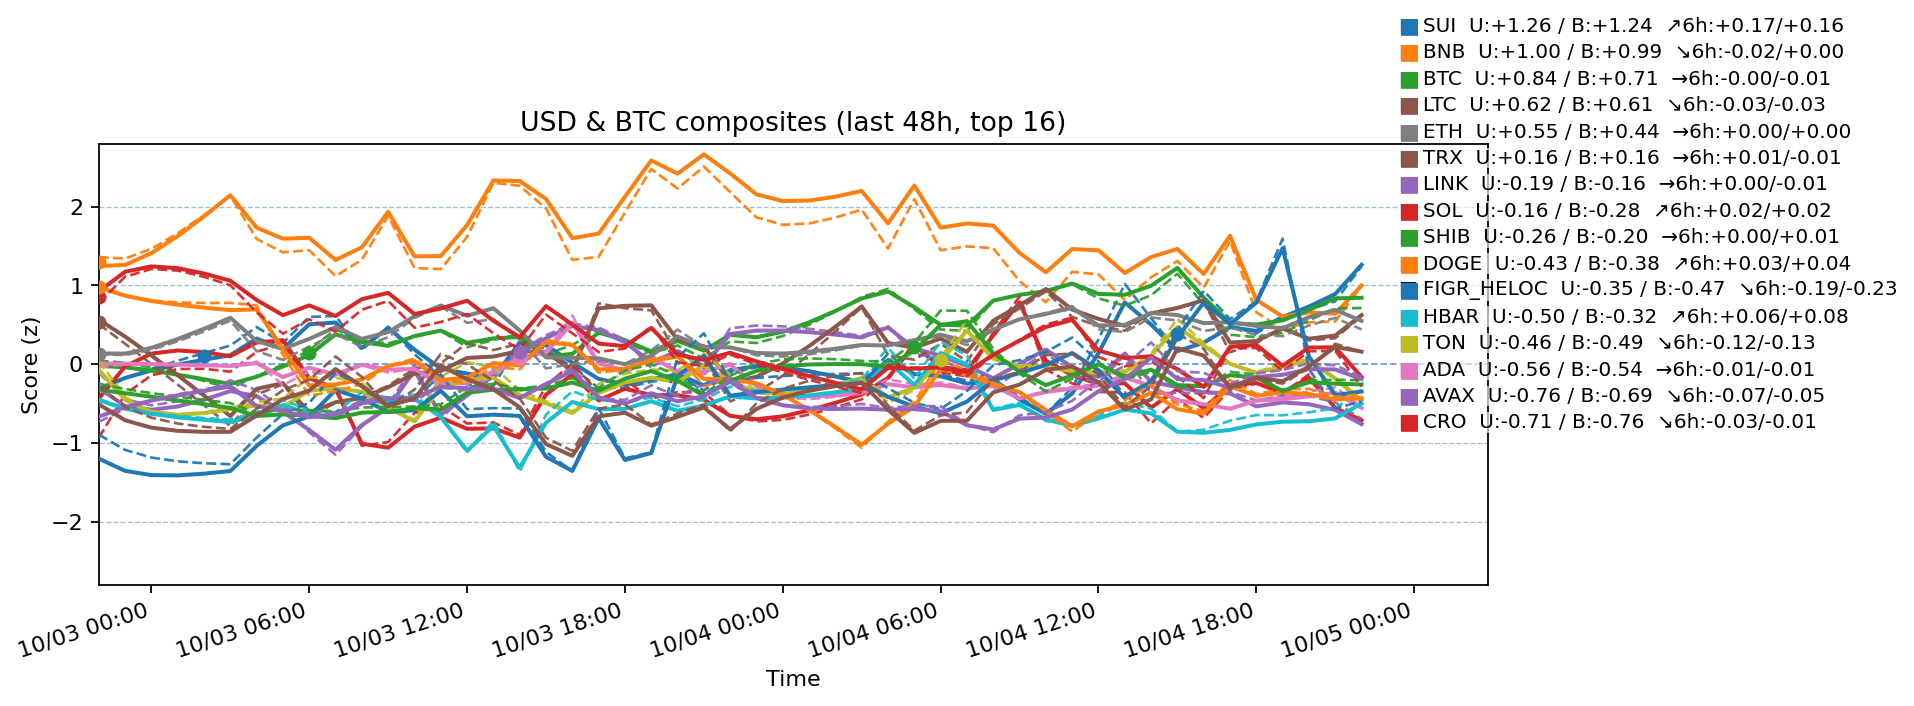 SUI  U:+1.26 / B:+1.24  ↗6h:+0.17/+0.16
BNB  U:+1.00 / B:+0.99  ↘6h:-0.02/+0.00
BTC  U:+0.84 / B:+0.71  →6h:-0.00/-0.01
LTC  U:+0.62 / B:+0.61  ↘6h:-0.03/-0.03
ETH  U:+0.55 / B:+0.44  →6h:+0.00/+0.00
TRX  U:+0.16 / B:+0.16  →6h:+0.01/-0.01
LINK  U:-0.19 / B:-0.16  →6h:+0.00/-0.01
SOL  U:-0.16 / B:-0.28  ↗6h:+0.02/+0.02
SHIB  U:-0.26 / B:-0.20  →6h:+0.00/+0.01
DOGE  U:-0.43 / B:-0.38  ↗6h:+0.03/+0.04
FIGR_HELOC  U:-0.35 / B:-0.47  ↘6h:-0.19/-0.23
HBAR  U:-0.50 / B:-0.32  ↗6h:+0.06/+0.08
TON  U:-0.46 / B:-0.49  ↘6h:-0.12/-0.13
ADA  U:-0.56 / B:-0.54  →6h:-0.01/-0.01
AVAX  U:-0.76 / B:-0.69  ↘6h:-0.07/-0.05
CRO  U:-0.71 / B:-0.76  ↘6h:-0.03/-0.01
USD & BTC composites (last 48h, top 16)
Score (z)
2
1
0
−1
−2
10/03 00:00
10/03 06:00
10/03 12:00
10/03 18:00
10/04 00:00
10/04 06:00
10/04 12:00
10/04 18:00
10/05 00:00
Time